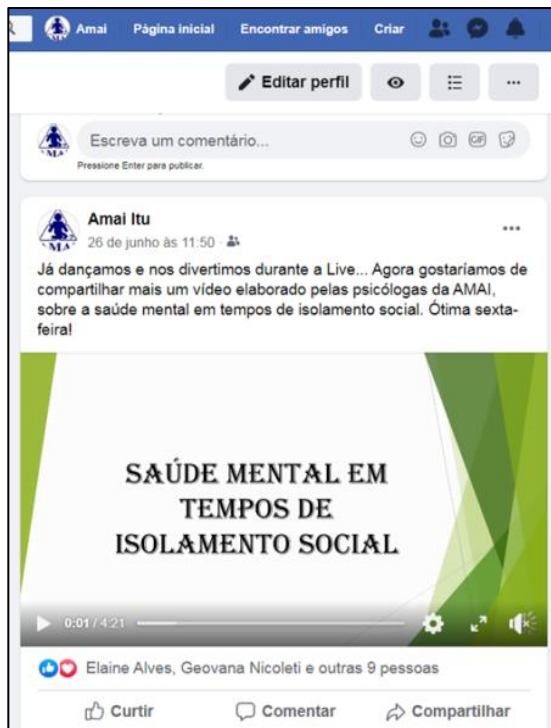 Amai Página inicial Encontrar amigos Criar
Editar perfil
Escreva um comentário...
GIF
Pressione Enter para publicar.
Amai Itu
26 de junho às 11:50
Já dançamos e nos divertimos durante a Live... Agora gostaríamos de
compartilhar mais um vídeo elaborado pelas psicólogas da AMAI,
sobre a saúde mental em tempos de isolamento social. Ótima sexta-
feira!
SAÚDE MENTAL EM
TEMPOS DE
ISOLAMENTO SOCIAL
0:01 / 4:21
Elaine Alves, Geovana Nicoleti e outras 9 pessoas
Curtir Comentar Compartilhar